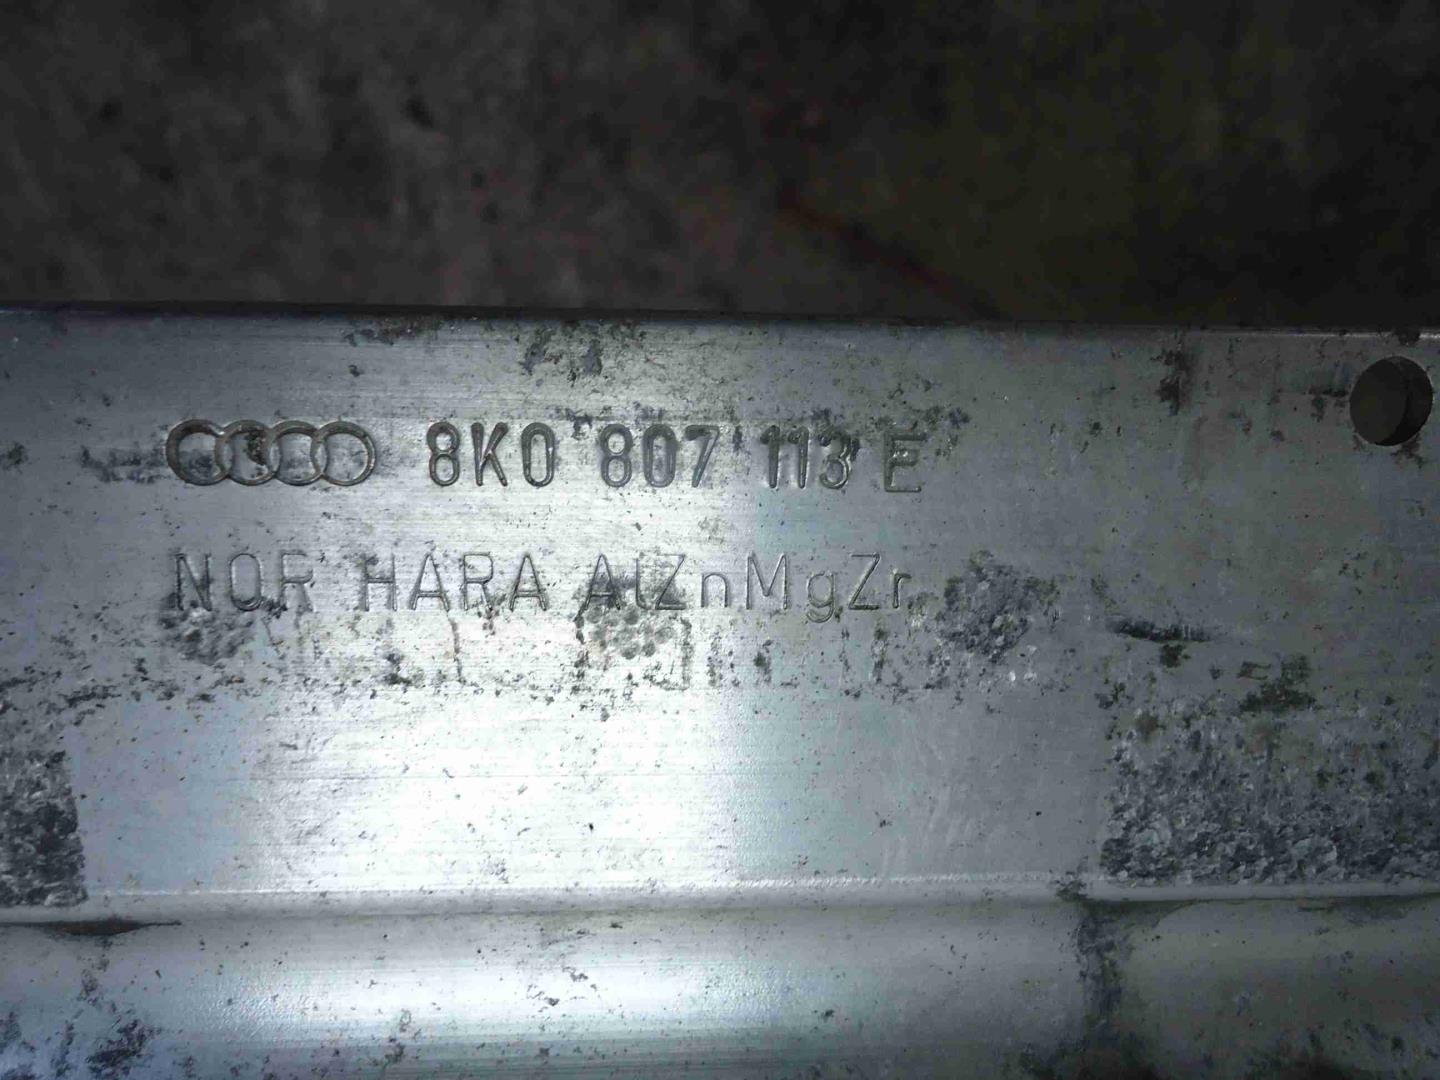 8K0 807 113 E
NOR HARA AlZnMgZr